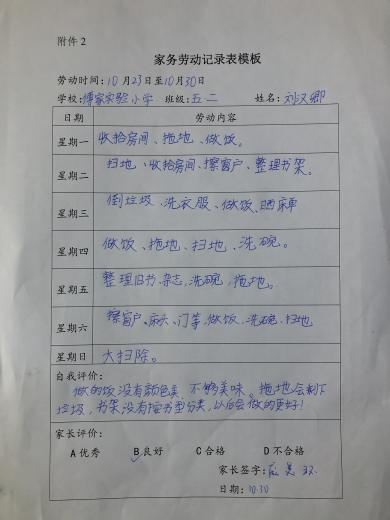 附件2
家务劳动记录表模板
劳动时间:10月23日至10月30日
学校:博家实验小学 班级:五二 姓名:刘汉卿
日期 劳动内容
星期一 收拾房间、拖地、做饭。
星期二 扫地、收拾房间、擦窗户、整理书架。
星期三 倒垃圾、洗衣服、做饭、晒床单
星期四 做饭、拖地、扫地、洗碗。
星期五 整理旧书、杂志,洗碗,拖地。
星期六 擦窗户、床头、门等,做饭、洗碗、扫地
星期日 大扫除。
自我评价:
做的饭没有颜色美,不够美味。拖地会剩下
垃圾,书架没有按书型分类,以后会做的更好!
家长评价:
A优秀 B良好 C合格 D不合格
家长签字:
日期:10.30